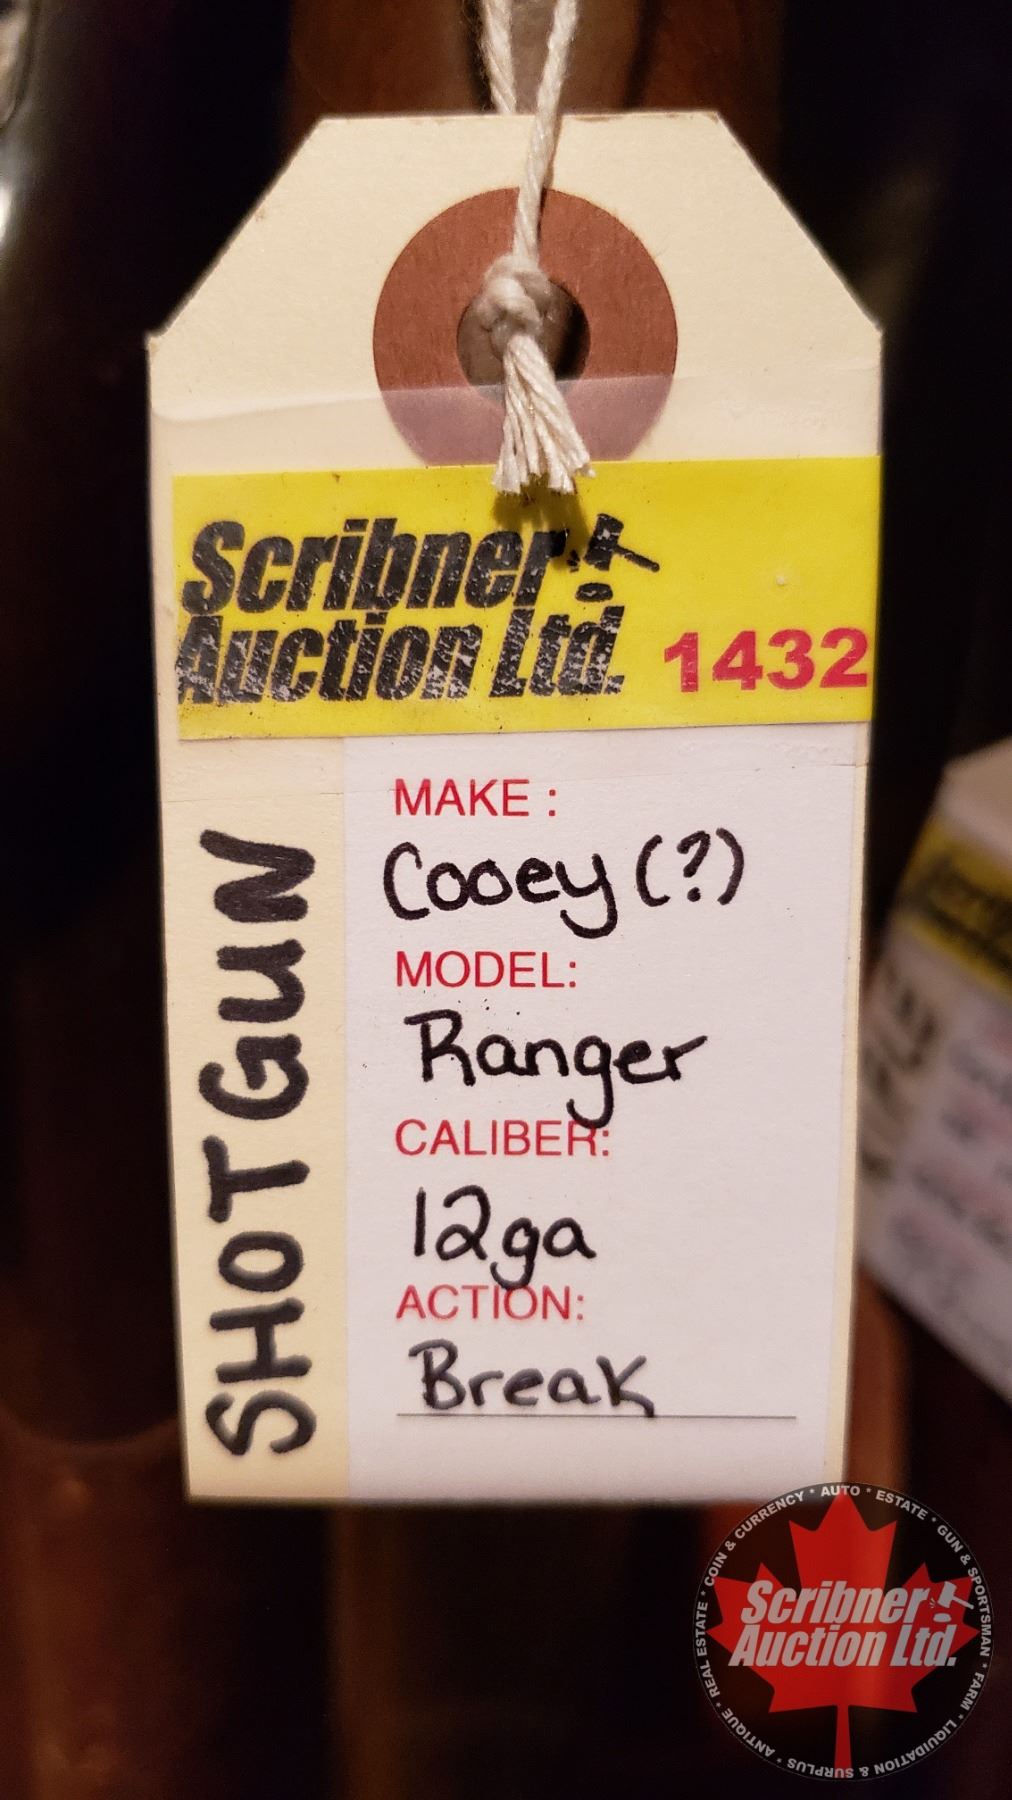 Scribner
Auction Ltd.
1432
SHOTGUN
MAKE :
Cooey (?)
MODEL:
Ranger
CALIBER:
12ga
ACTION:
Break
COIN & CURRENCY * AUTO * ESTATE * GUN & SPORTSMAN * FARM * LIQUIDATION & SURPLUS * ANTIQUE * REAL ESTATE *
Scribner
Auction Ltd.